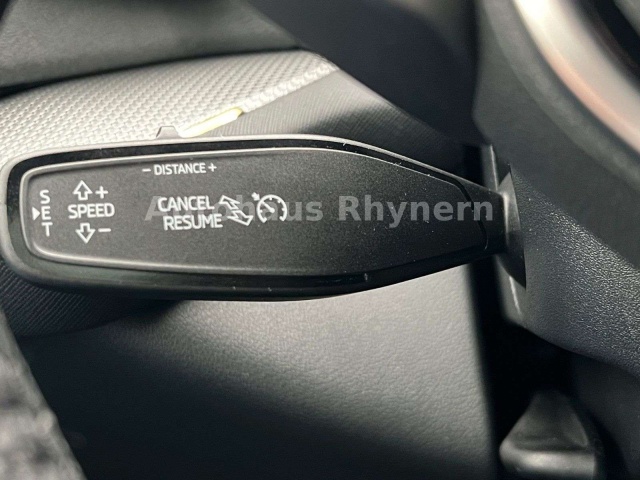 - DISTANCE +
SET
+
SPEED
-
CANCEL
RESUME
Autohaus Rhynern